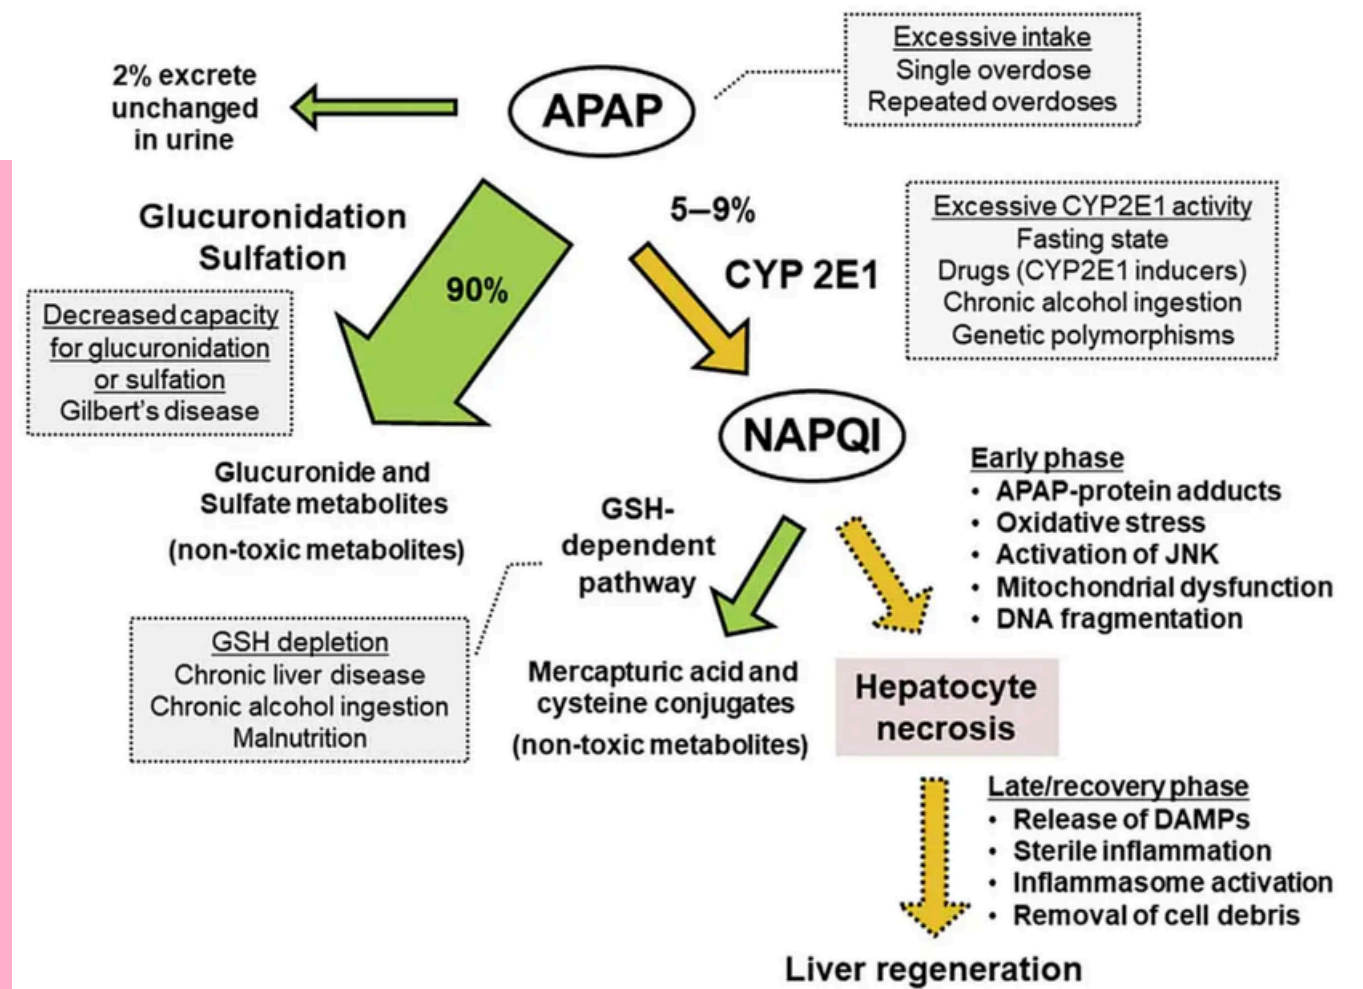 2% excrete
unchanged
in urine
APAP
Excessive intake
Single overdose
Repeated overdoses
Glucuronidation
Sulfation
90%
5–9%
CYP 2E1
Excessive CYP2E1 activity
Fasting state
Drugs (CYP2E1 inducers)
Chronic alcohol ingestion
Genetic polymorphisms
Decreased capacity
for glucuronidation
or sulfation
Gilbert's disease
Glucuronide and
Sulfate metabolites
(non-toxic metabolites)
NAPQI
GSH-
dependent
pathway
Early phase
• APAP-protein adducts
• Oxidative stress
• Activation of JNK
• Mitochondrial dysfunction
• DNA fragmentation
GSH depletion
Chronic liver disease
Chronic alcohol ingestion
Malnutrition
Mercapturic acid and
cysteine conjugates
(non-toxic metabolites)
Hepatocyte
necrosis
Late/recovery phase
• Release of DAMPs
• Sterile inflammation
• Inflammasome activation
• Removal of cell debris
Liver regeneration